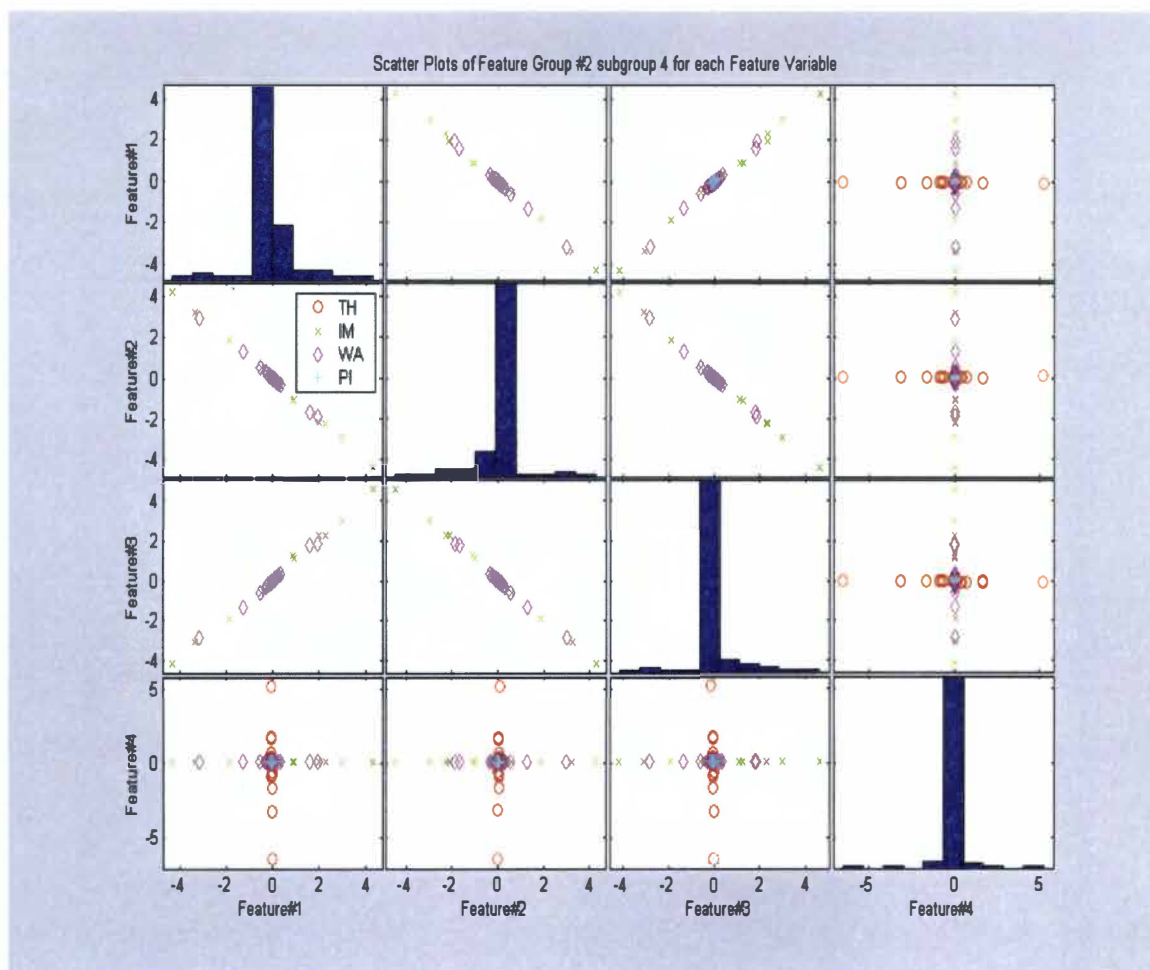 Scatter Plots of Feature Group #2 subgroup 4 for each Feature Variable
Feature#1
4
2
0
-2
-4
Feature#2
4
2
0
-2
-4
TH
IM
WA
PI
Feature#3
4
2
0
-2
-4
Feature#4
5
0
-5
-4 -2 0 2 4
-4 -2 0 2 4
-4 -2 0 2 4
-5 0 5
Feature#1
Feature#2
Feature#3
Feature#4